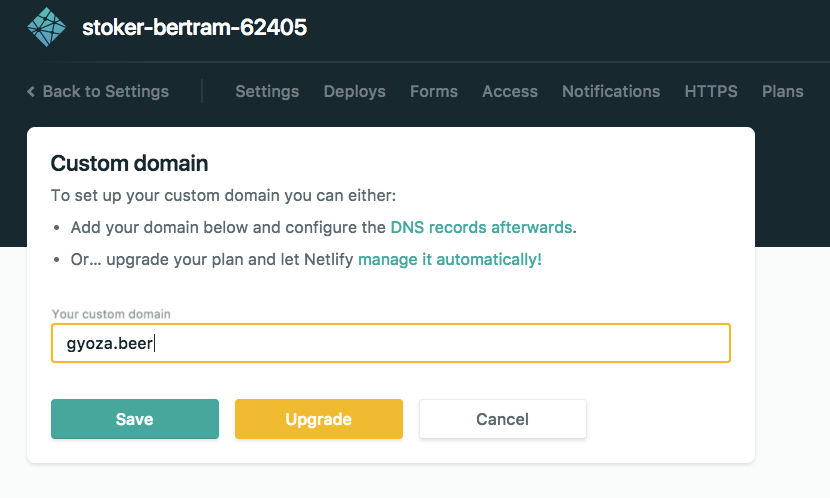 stoker-bertram-62405
Back to Settings Settings Deploys Forms Access Notifications HTTPS Plans
Custom domain
To set up your custom domain you can either:
• Add your domain below and configure the DNS records afterwards.
• Or... upgrade your plan and let Netlify manage it automatically!
Your custom domain
gyoza.beer
Save Upgrade Cancel